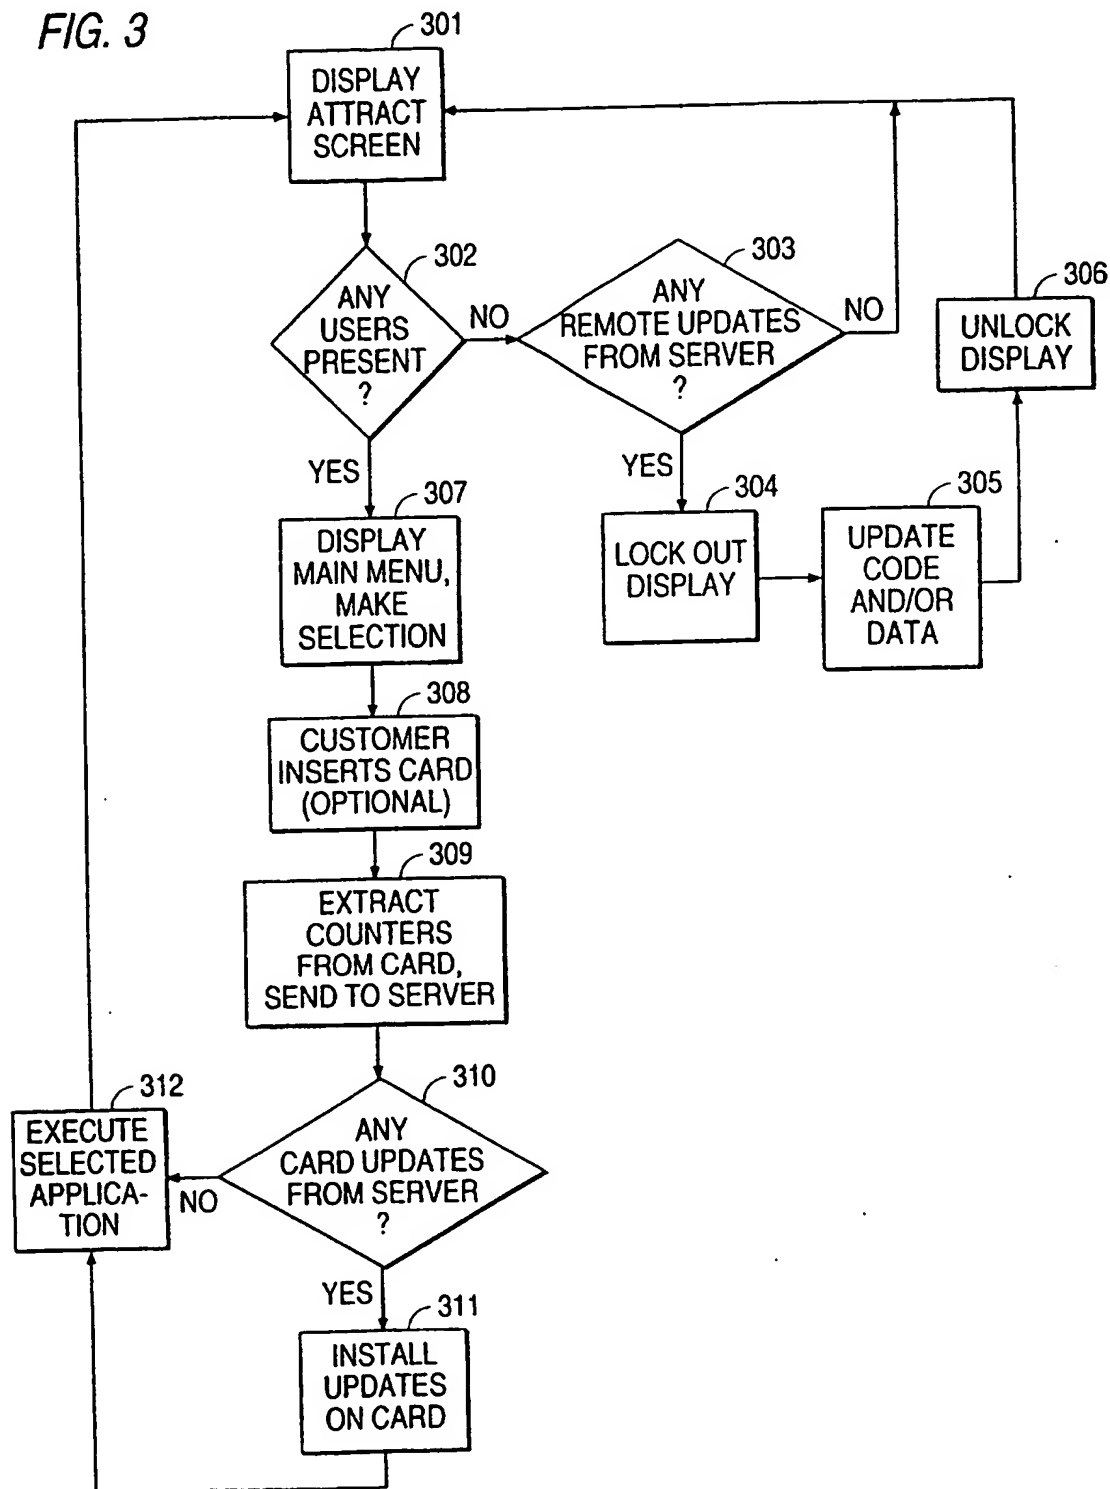 FIG. 3
301
DISPLAY
ATTRACT
SCREEN
302
ANY
USERS
PRESENT
?
NO
YES
303
ANY
REMOTE UPDATES
FROM SERVER
?
NO
YES
304
LOCK OUT
DISPLAY
305
UPDATE
CODE
AND/OR
DATA
306
UNLOCK
DISPLAY
307
DISPLAY
MAIN MENU,
MAKE
SELECTION
308
CUSTOMER
INSERTS CARD
(OPTIONAL)
309
EXTRACT
COUNTERS
FROM CARD,
SEND TO SERVER
310
ANY
CARD UPDATES
FROM SERVER
?
NO
YES
311
INSTALL
UPDATES
ON CARD
312
EXECUTE
SELECTED
APPLICA-
TION